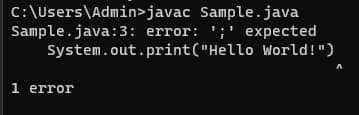 C:\Users\Admin>javac Sample.java
Sample.java:3: error: ';' expected
    System.out.print("Hello World!")
                                    ^
1 error